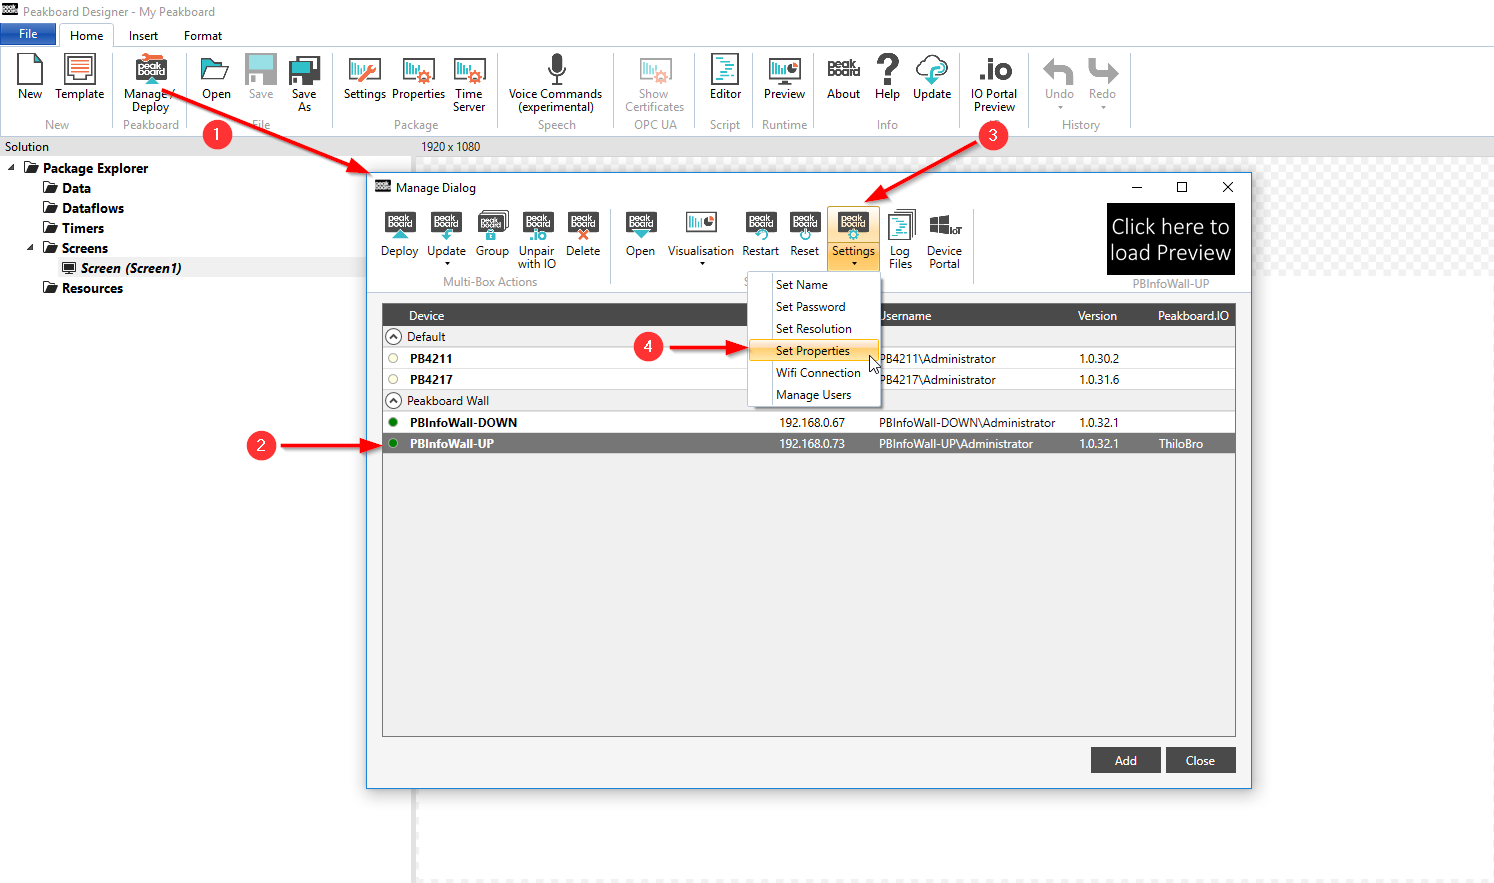 Peakboard Designer - My Peakboard
File
Home
Insert
Format
New
Template
Manage / Deploy
Open
Save
Save As
Settings
Properties
Time Server
Voice Commands (experimental)
Show Certificates
Editor
Preview
About
Help
Update
IO Portal Preview
Undo
Redo
New
Peakboard
File
Package
Speech
OPC UA
Script
Runtime
Info
History
Solution
1920 x 1080
Package Explorer
Data
Dataflows
Timers
Screens
Screen (Screen1)
Resources
1
3
Manage Dialog
Deploy
Update
Group
Unpair with IO
Delete
Open
Visualisation
Restart
Reset
Settings
Log Files
Device Portal
Multi-Box Actions
Click here to
load Preview
PBInfoWall-UP
Set Name
Set Password
Set Resolution
Set Properties
Wifi Connection
Manage Users
4
Device
Username
Version
Peakboard.IO
Default
PB4211
PB4211\Administrator
1.0.30.2
PB4217
PB4217\Administrator
1.0.31.6
Peakboard Wall
PBInfoWall-DOWN
192.168.0.67
PBInfoWall-DOWN\Administrator
1.0.32.1
2
PBInfoWall-UP
192.168.0.73
PBInfoWall-UP\Administrator
1.0.32.1
ThiloBro
Add
Close